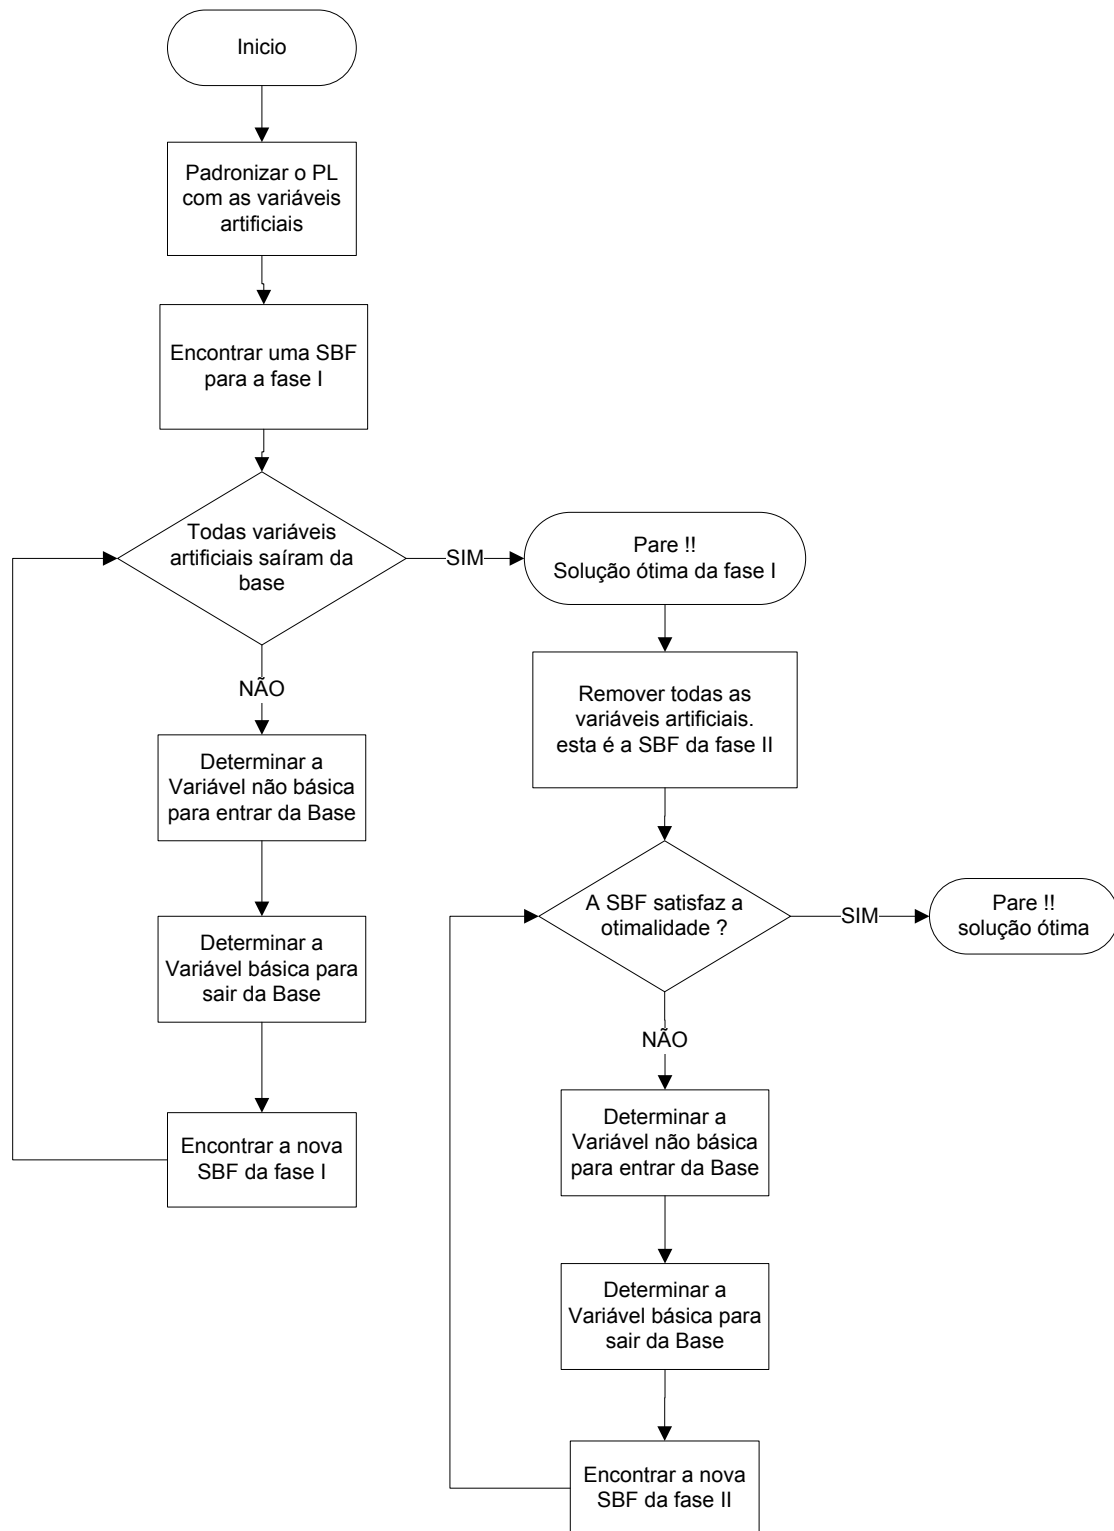 Inicio
Padronizar o PL
com as variáveis
artificiais
Encontrar uma SBF
para a fase I
Todas variáveis
artificiais saíram da
base
SIM
Pare !!
Solução ótima da fase I
NÃO
Determinar a
Variável não básica
para entrar da Base
Determinar a
Variável básica para
sair da Base
Encontrar a nova
SBF da fase I
Remover todas as
variáveis artificiais.
esta é a SBF da fase II
A SBF satisfaz a
otimalidade ?
SIM
Pare !!
solução ótima
NÃO
Determinar a
Variável não básica
para entrar da Base
Determinar a
Variável básica para
sair da Base
Encontrar a nova
SBF da fase II